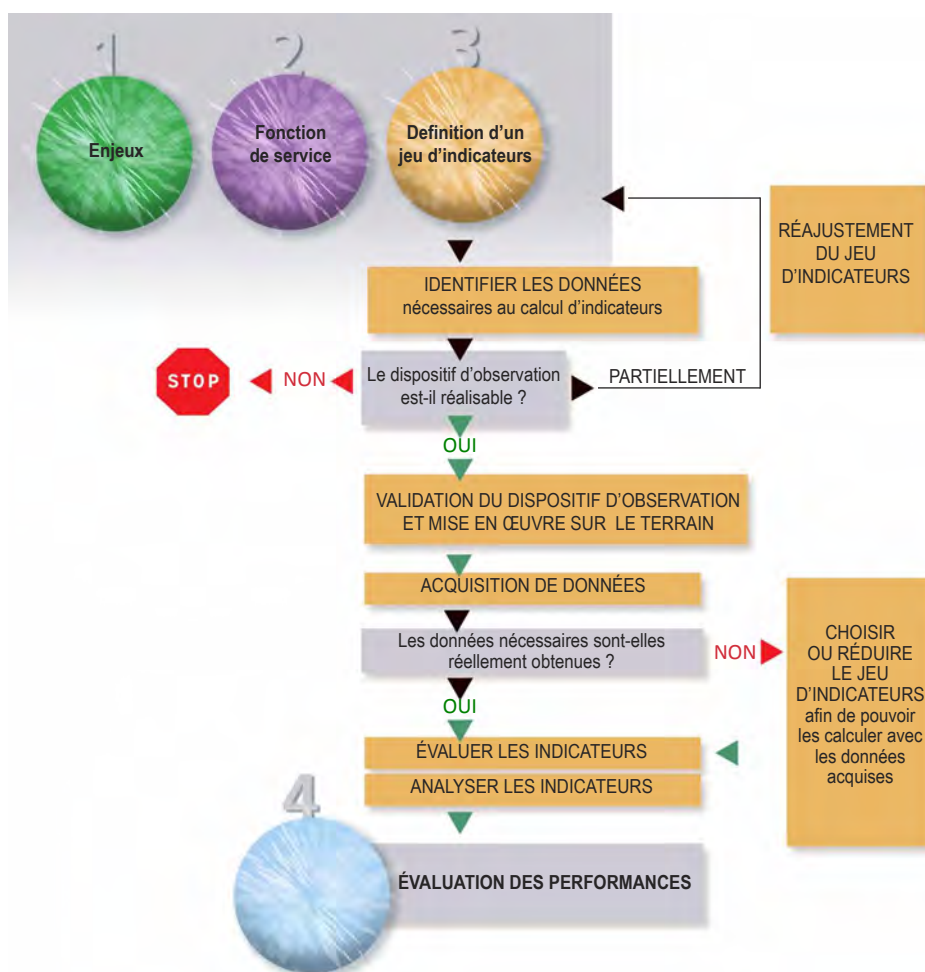 1
2
3
Enjeux
Fonction
de service
Definition d’un
jeu d’indicateurs
RÉAJUSTEMENT
DU JEU
D’INDICATEURS
IDENTIFIER LES DONNÉES
nécessaires au calcul d’indicateurs
STOP
NON
Le dispositif d’observation
est-il réalisable ?
PARTIELLEMENT
OUI
VALIDATION DU DISPOSITIF D’OBSERVATION
ET MISE EN ŒUVRE SUR LE TERRAIN
ACQUISITION DE DONNÉES
Les données nécessaires sont-elles
réellement obtenues ?
NON
CHOISIR
OU RÉDUIRE
LE JEU
D’INDICATEURS
afin de pouvoir
les calculer avec
les données
acquises
OUI
ÉVALUER LES INDICATEURS
ANALYSER LES INDICATEURS
4
ÉVALUATION DES PERFORMANCES